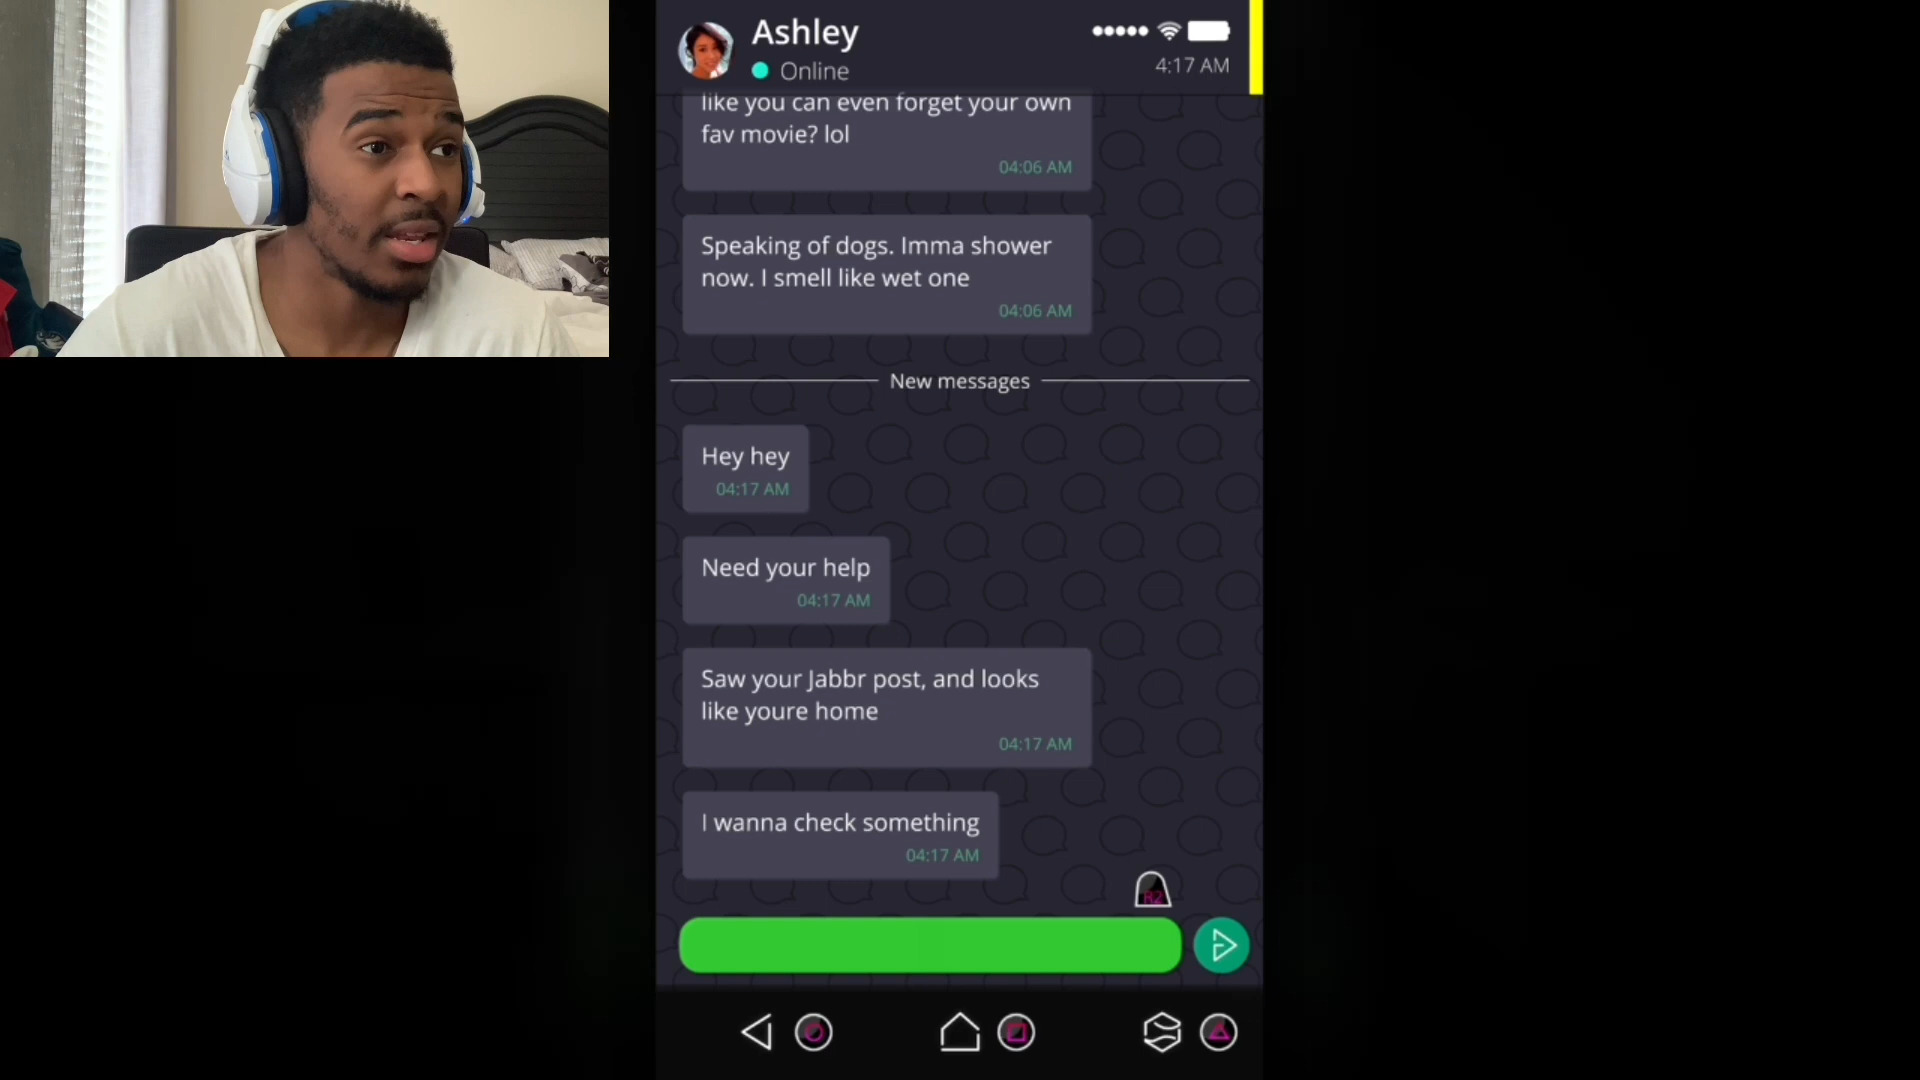 Ashley
Online
4:17 AM
like you can even forget your own
fav movie? lol
04:06 AM
Speaking of dogs. Imma shower
now. I smell like wet one
04:06 AM
New messages
Hey hey
04:17 AM
Need your help
04:17 AM
Saw your Jabbr post, and looks
like youre home
04:17 AM
I wanna check something
04:17 AM
R2